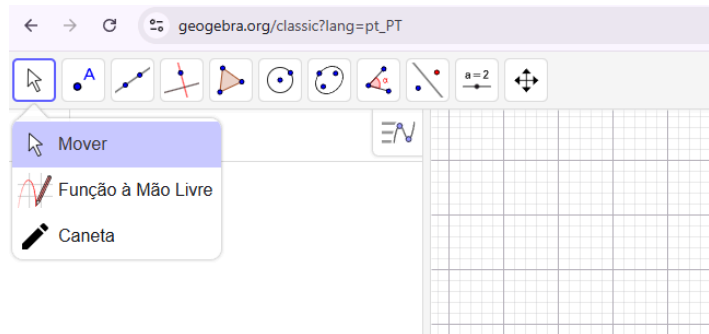 geogebra.org/classic?lang=pt_PT
A
α
a=2
Mover
Função à Mão Livre
Caneta